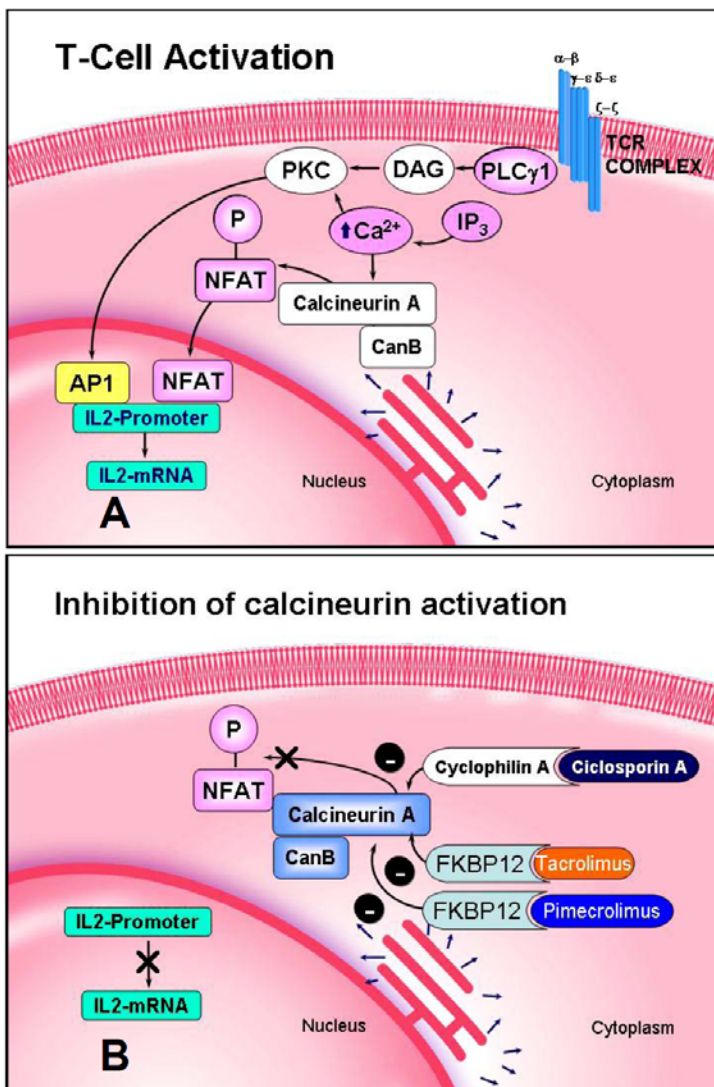 T-Cell Activation
α–β
γ–ε δ–ε
ζ–ζ
TCR
COMPLEX
PKC
DAG
PLCγ1
P
⬆Ca²⁺
IP₃
NFAT
Calcineurin A
CanB
AP1
NFAT
IL2-Promoter
IL2-mRNA
Nucleus
Cytoplasm
A
Inhibition of calcineurin activation
P
-
Cyclophilin A
Ciclosporin A
NFAT
Calcineurin A
CanB
-
FKBP12
Tacrolimus
-
FKBP12
Pimecrolimus
IL2-Promoter
IL2-mRNA
Nucleus
Cytoplasm
B